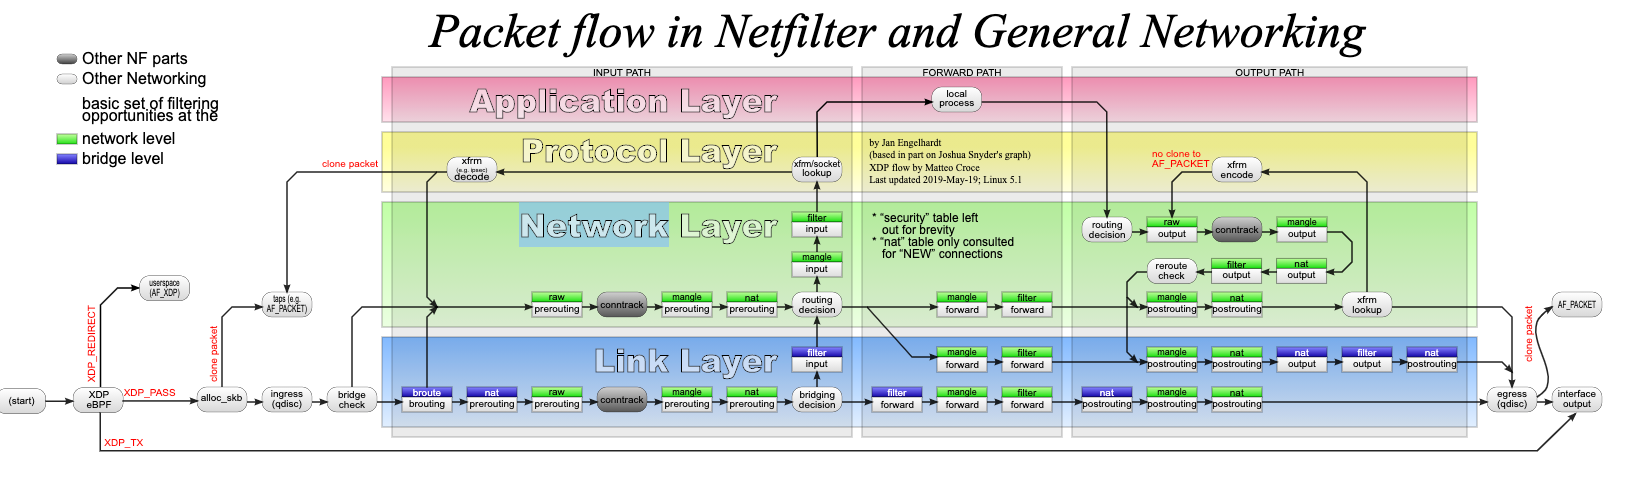 Packet flow in Netfilter and General Networking
Other NF parts
Other Networking
basic set of filtering
opportunities at the
network level
bridge level
INPUT PATH
FORWARD PATH
OUTPUT PATH
Application Layer
local
process
Protocol Layer
by Jan Engelhardt
(based in part on Joshua Snyder's graph)
XDP flow by Matteo Croce
Last updated 2019-May-19; Linux 5.1
clone packet
xfrm
(e.g. ipsec)
decode
xfrm/socket
lookup
no clone to
AF_PACKET
xfrm
encode
Network Layer
filter
input
mangle
input
* "security" table left
out for brevity
* "nat" table only consulted
for "NEW" connections
routing
decision
raw
output
conntrack
mangle
output
reroute
check
filter
output
nat
output
userspace
(AF_XDP)
taps (e.g.
AF_PACKET)
raw
prerouting
conntrack
mangle
prerouting
nat
prerouting
routing
decision
mangle
forward
filter
forward
mangle
postrouting
nat
postrouting
xfrm
lookup
AF_PACKET
XDP_REDIRECT
clone packet
clone packet
Link Layer
filter
input
mangle
forward
filter
forward
mangle
postrouting
nat
postrouting
nat
output
filter
output
nat
postrouting
(start)
XDP
eBPF
XDP_PASS
alloc_skb
ingress
(qdisc)
bridge
check
broute
brouting
nat
prerouting
raw
prerouting
conntrack
mangle
prerouting
nat
prerouting
bridging
decision
filter
forward
mangle
forward
filter
forward
nat
postrouting
mangle
postrouting
nat
postrouting
egress
(qdisc)
interface
output
XDP_TX